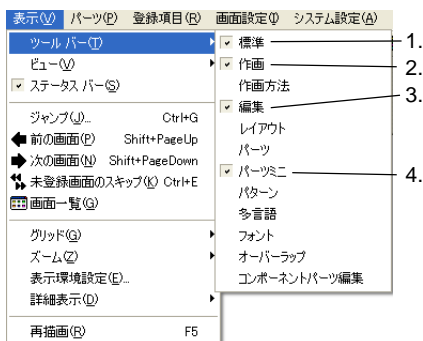 表示(V) パーツ(P) 登録項目(R) 画面設定(I) システム設定(A)
ツール バー(T)
ビュー(V)
ステータス バー(S)
ジャンプ(J)... Ctrl+G
前の画面(P) Shift+PageUp
次の画面(N) Shift+PageDown
未登録画面のスキップ(K) Ctrl+E
画面一覧(G)
グリッド(G)
ズーム(Z)
表示環境設定(E)...
詳細表示(D)
再描画(R) F5
標準 1.
作画 2.
作画方法
編集 3.
レイアウト
パーツ
パーツミニ 4.
パターン
多言語
フォント
オーバーラップ
コンポーネントパーツ編集